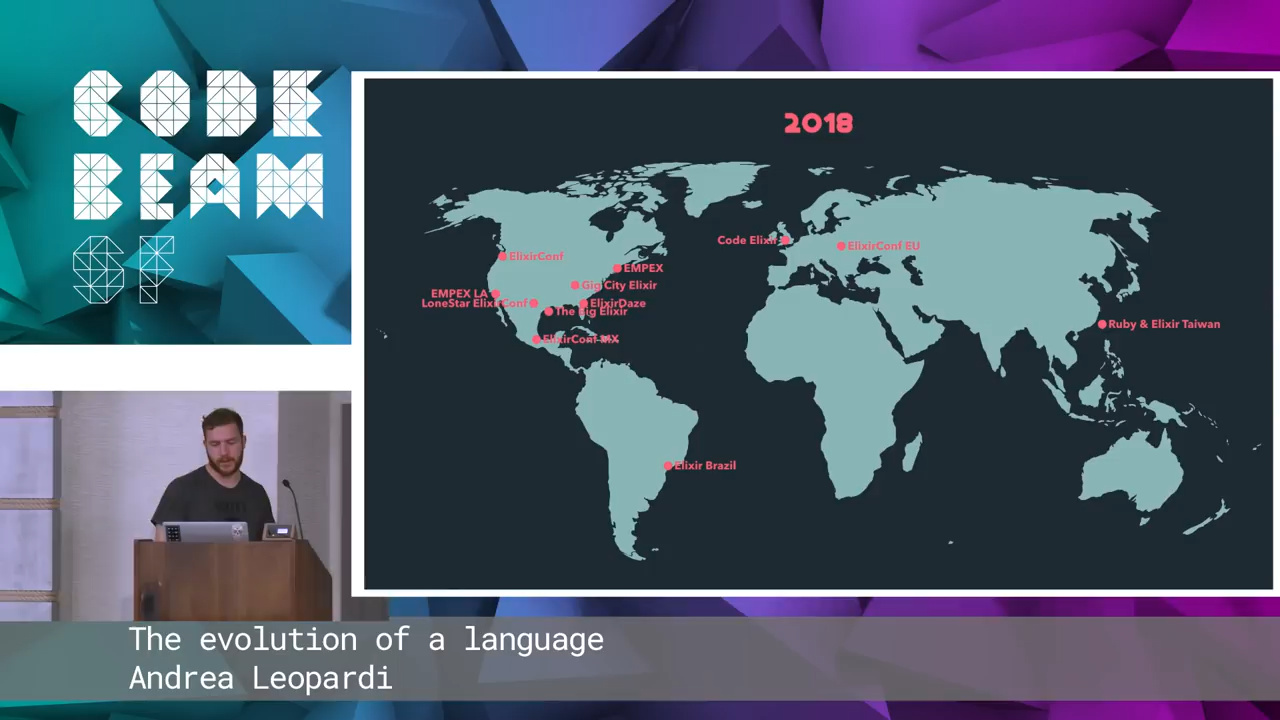 CODE
BEAM
SF
2018
Code Elixir
ElixirConf EU
ElixirConf
EMPEX
Gig City Elixir
EMPEX LA
LoneStar ElixirConf
ElixirDaze
The Big Elixir
Ruby & Elixir Taiwan
ElixirConf MX
Elixir Brazil
The evolution of a language
Andrea Leopardi